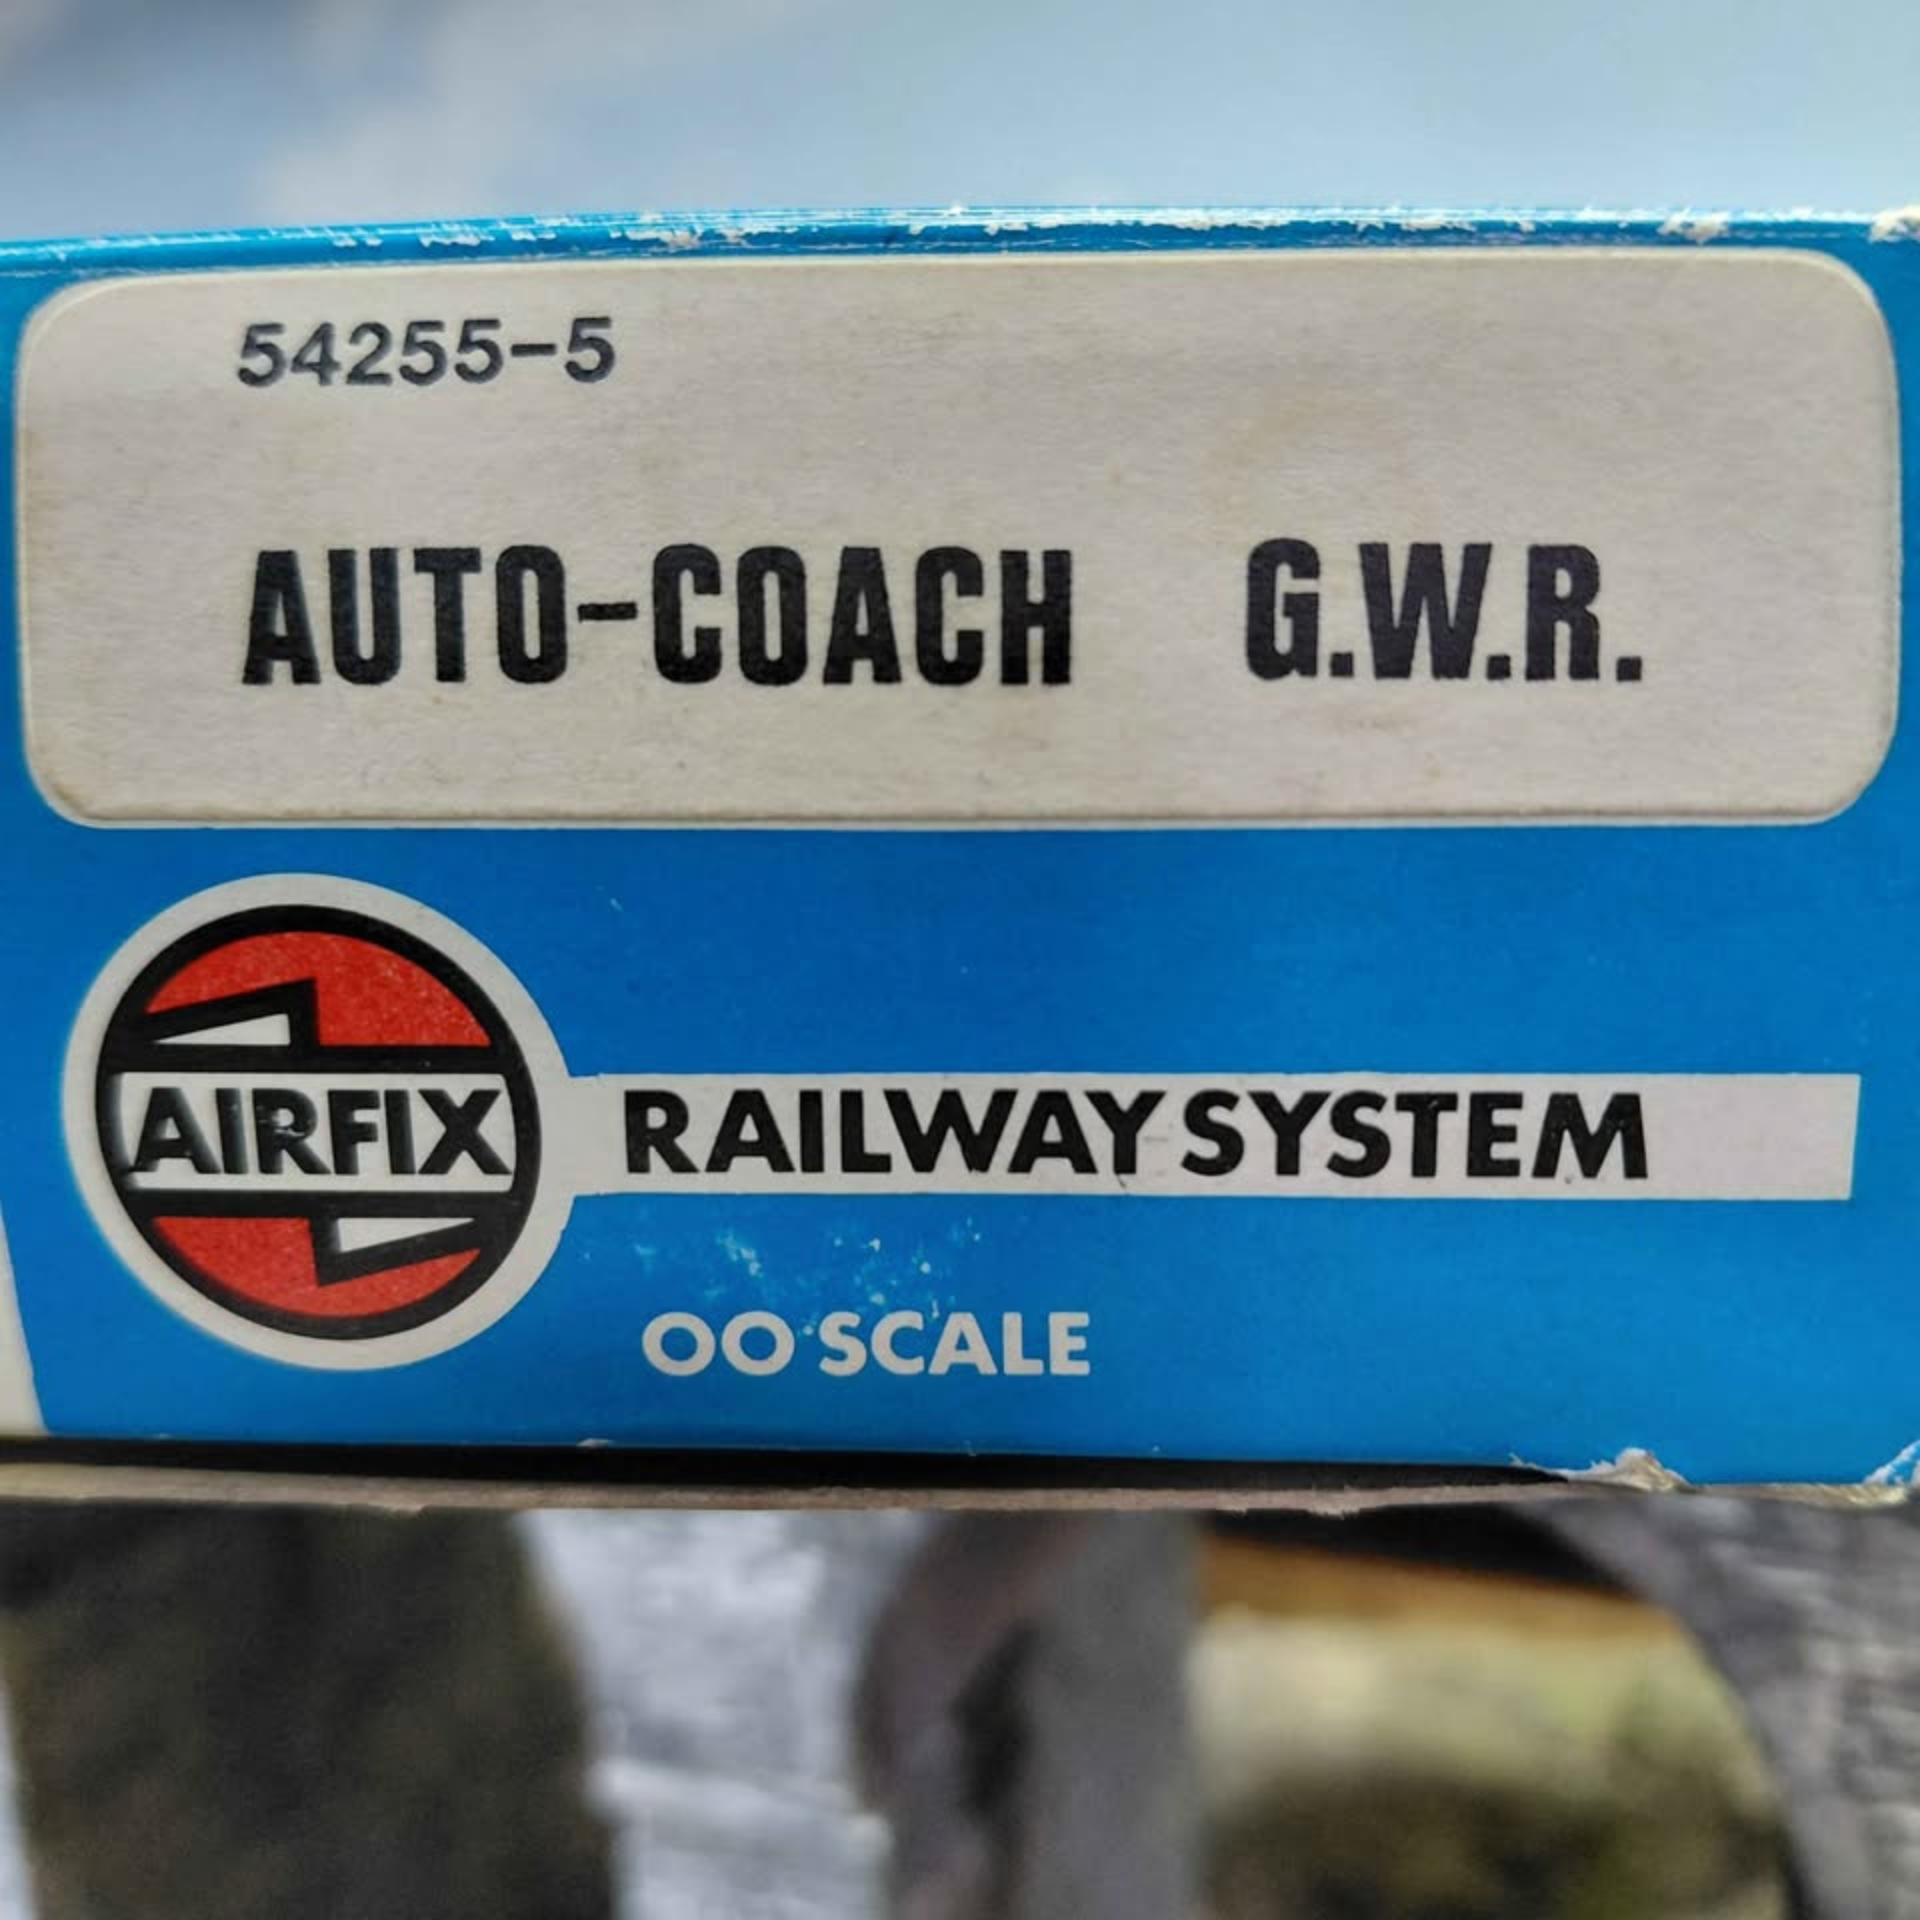 54255-5
AUTO-COACH G.W.R.
AIRFIX RAILWAY SYSTEM
OO SCALE